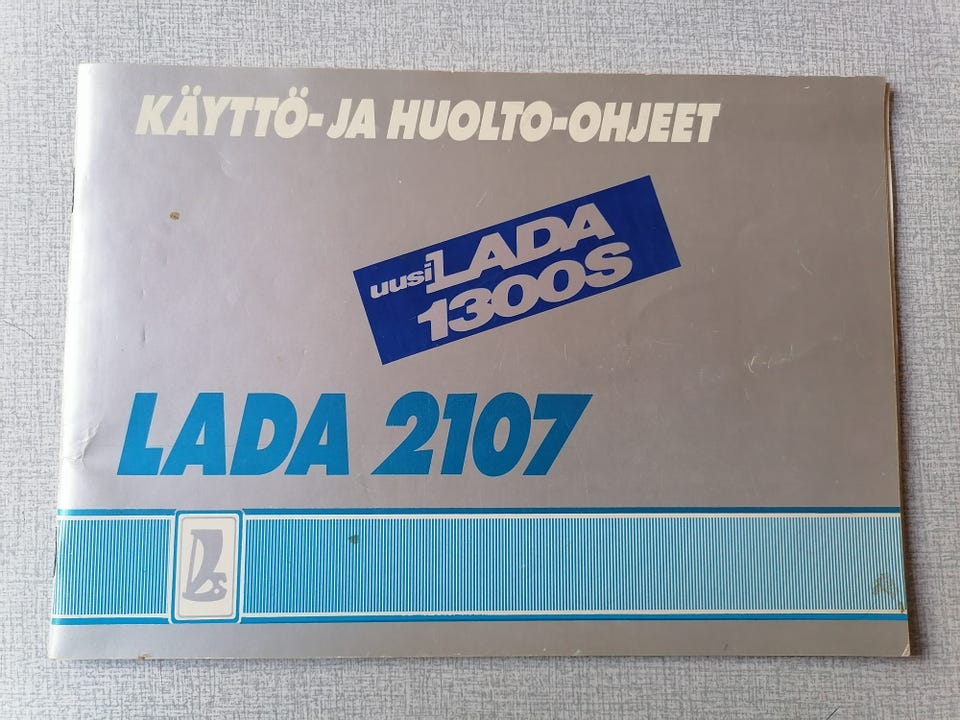 KÄYTTÖ-JA HUOLTO-OHJEET
uusi LADA
1300S
LADA 2107